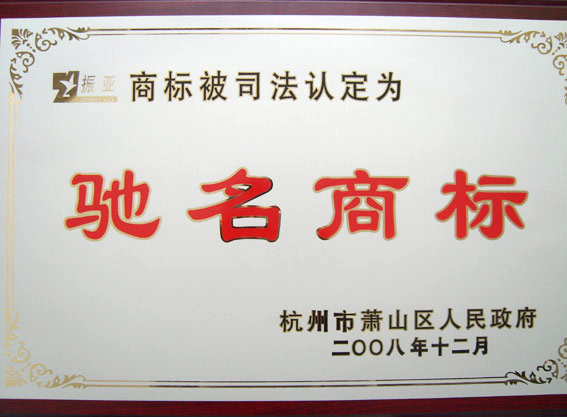 振亚 商标被司法认定为
驰名商标
杭州市萧山区人民政府
二〇〇八年十二月